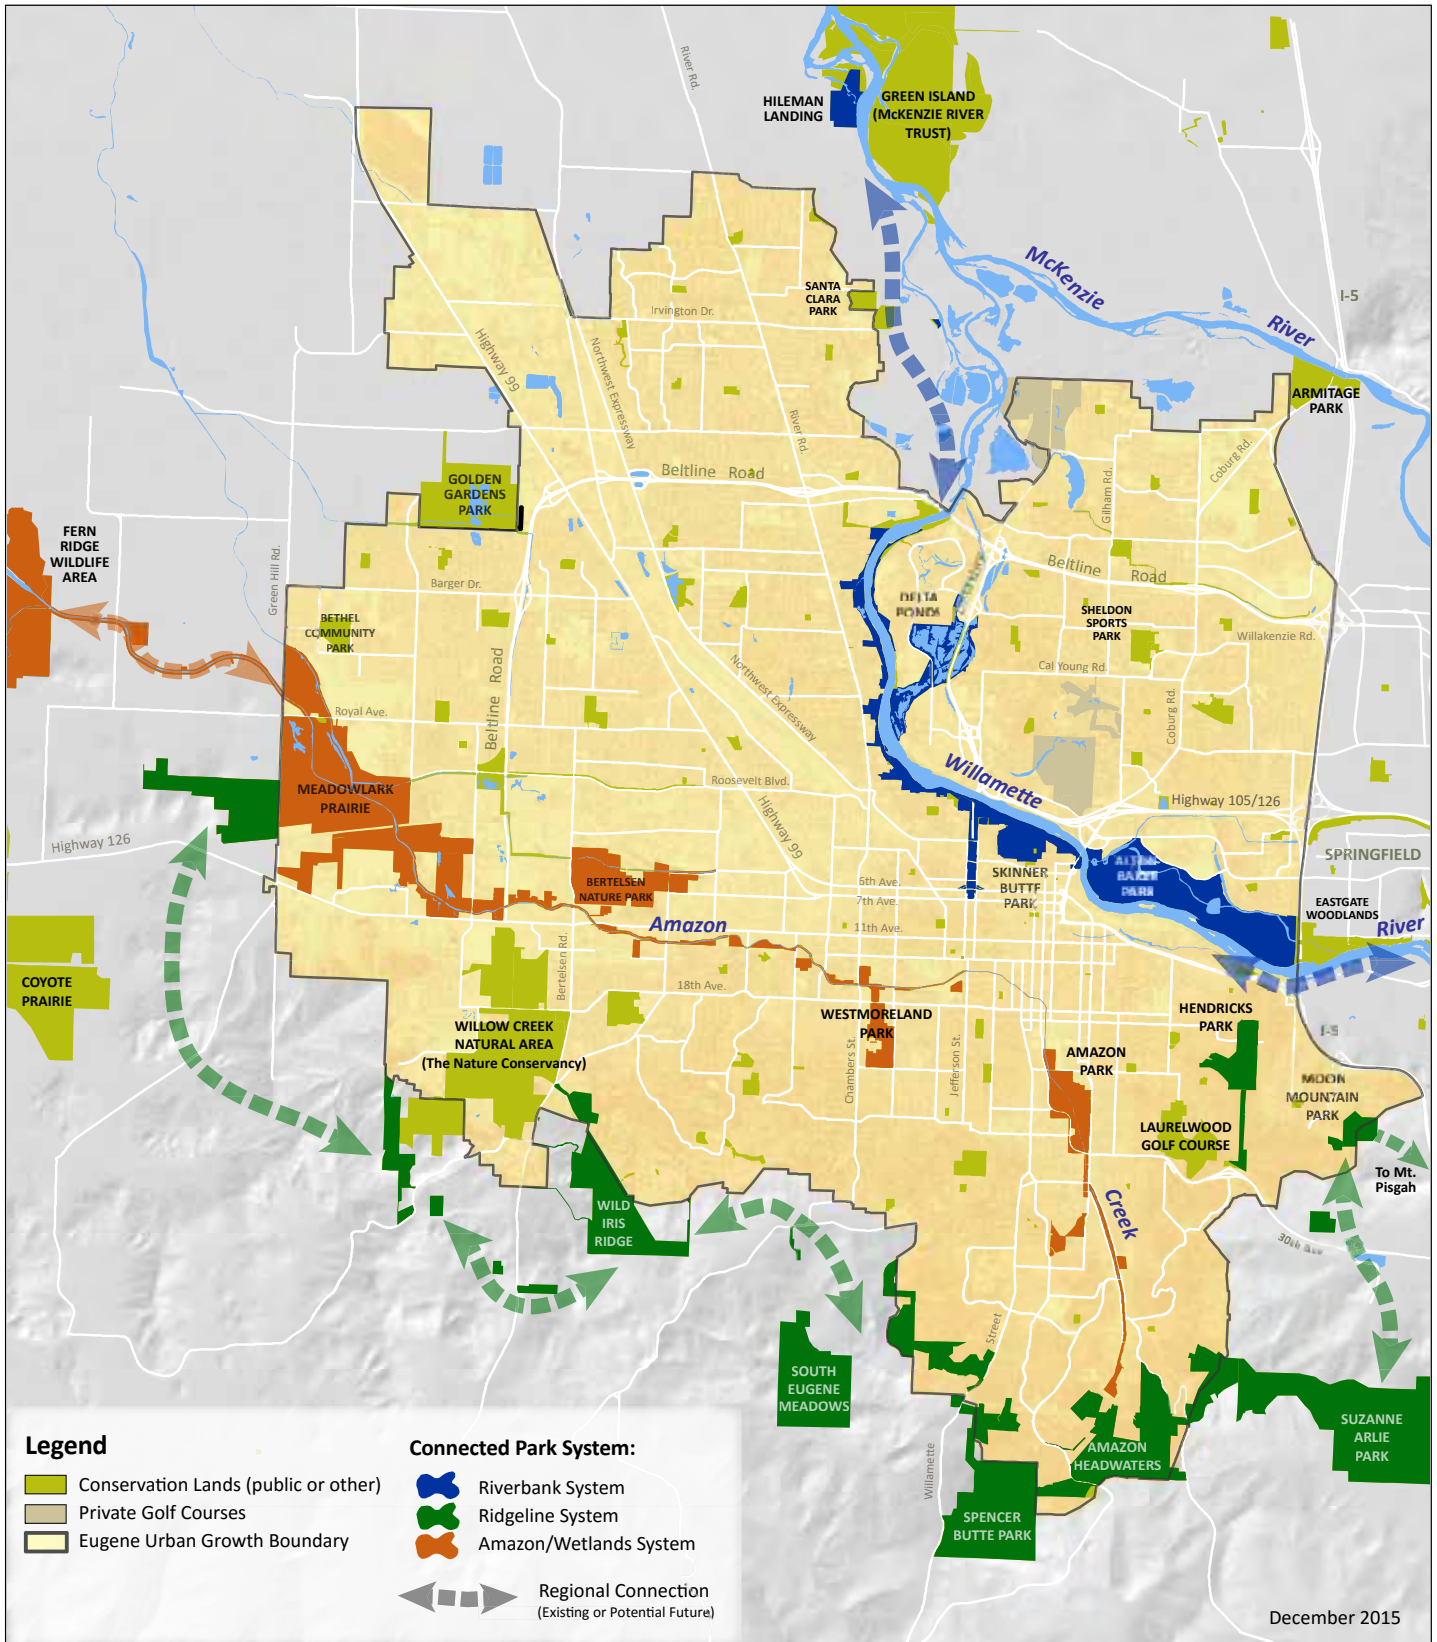 River Rd.
HILEMAN
LANDING
GREEN ISLAND
(McKENZIE RIVER
TRUST)
McKenzie
River
I-5
SANTA
CLARA
PARK
Irvington Dr.
Highway 99
Northwest Expressway
River Rd.
ARMITAGE
PARK
Coburg Rd.
Gilham Rd.
Beltline Road
GOLDEN
GARDENS
PARK
FERN
RIDGE
WILDLIFE
AREA
Green Hill Rd.
Barger Dr.
BETHEL
COMMUNITY
PARK
Beltline Road
DELTA
PONDS
SHELDON
SPORTS
PARK
Willakenzie Rd.
Cal Young Rd.
Coburg Rd.
Northwest Expressway
Royal Ave.
Beltline Road
Roosevelt Blvd.
Willamette
Highway 105/126
MEADOWLARK
PRAIRIE
Highway 126
Highway 99
SPRINGFIELD
SKINNER
BUTTE
PARK
ALTON
BAKER
PARK
6th Ave.
7th Ave.
11th Ave.
BERTELSEN
NATURE PARK
EASTGATE
WOODLANDS
River
Amazon
Bertelsen Rd.
COYOTE
PRAIRIE
18th Ave.
WILLOW CREEK
NATURAL AREA
(The Nature Conservancy)
WESTMORELAND
PARK
Chambers St.
Jefferson St.
HENDRICKS
PARK
I-5
AMAZON
PARK
MOON
MOUNTAIN
PARK
LAURELWOOD
GOLF COURSE
To Mt.
Pisgah
Creek
WILD
IRIS
RIDGE
30th Ave
Street
SOUTH
EUGENE
MEADOWS
SUZANNE
ARLIE
PARK
AMAZON
HEADWATERS
Willamette
SPENCER
BUTTE PARK
Legend
Conservation Lands (public or other)
Private Golf Courses
Eugene Urban Growth Boundary
Connected Park System:
Riverbank System
Ridgeline System
Amazon/Wetlands System
Regional Connection
(Existing or Potential Future)
December 2015